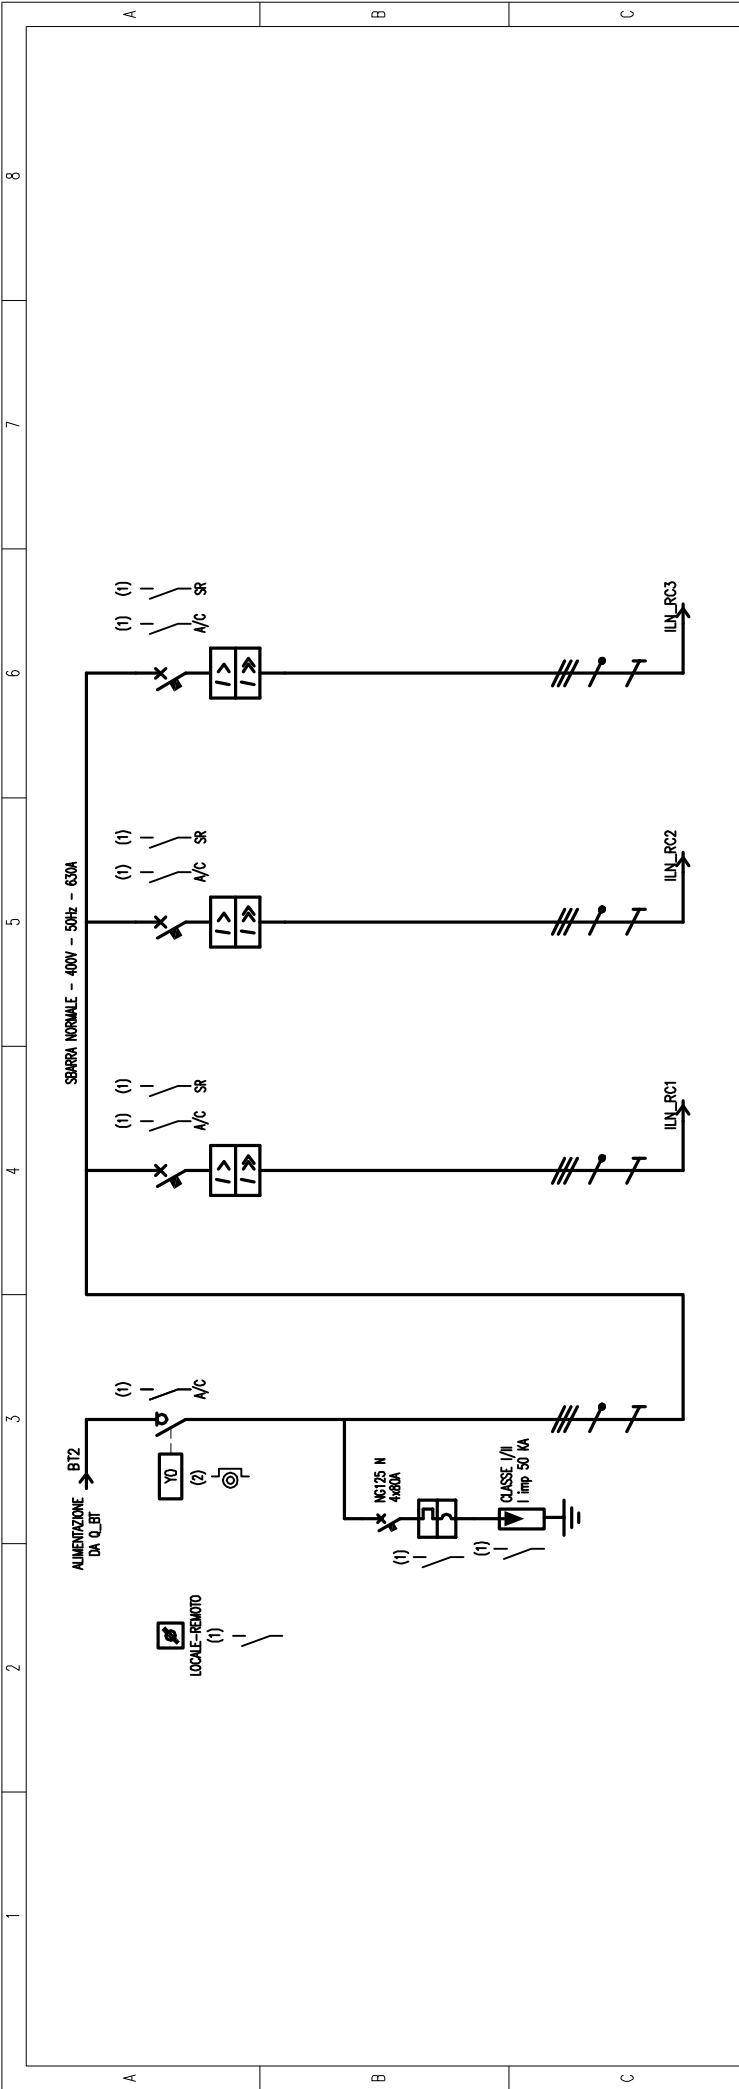 1
2
3
4
5
6
7
8
A
B
C
A
B
C
SBARRA NORMALE - 400V - 50Hz - 630A
ALIMENTAZIONE
DA Q_BT
BT2
LOCALE-REMOTO
(1)
YO
(2)
(1)
A/C
NG125 N
4x80A
(1)
CLASSE I/II
I imp 50 KA
(1)
(1)
A/C
(1)
SR
ILN_RC1
(1)
A/C
(1)
SR
ILN_RC2
(1)
A/C
(1)
SR
ILN_RC3